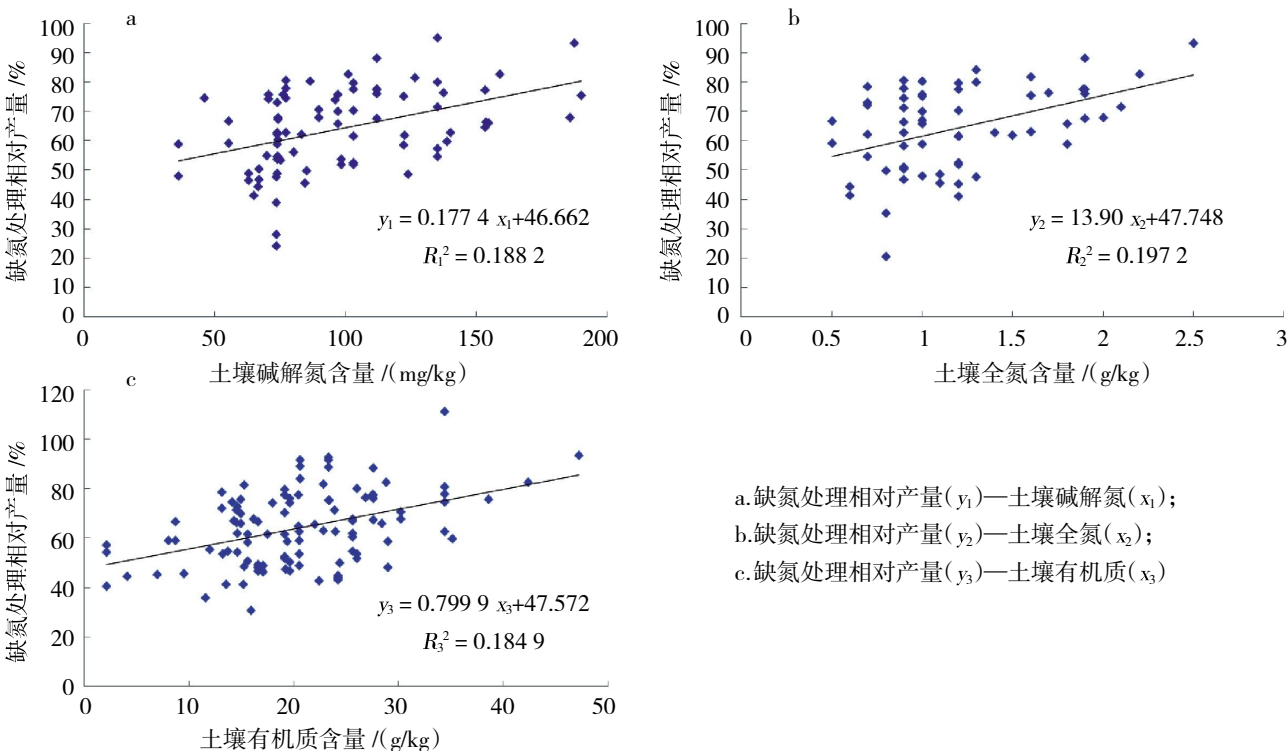 a
缺氮处理相对产量 /%
100
90
80
70
60
50
40
30
20
10
0
y₁ = 0.177 4 x₁+46.662
R₁² = 0.188 2
0
50
100
150
200
土壤碱解氮含量 /(mg/kg)
b
缺氮处理相对产量 /%
100
90
80
70
60
50
40
30
20
10
0
y₂ = 13.90 x₂+47.748
R₂² = 0.197 2
0
0.5
1
1.5
2
2.5
3
土壤全氮含量 /(g/kg)
c
缺氮处理相对产量 /%
120
100
80
60
40
20
0
y₃ = 0.799 9 x₃+47.572
R₃² = 0.184 9
0
10
20
30
40
50
土壤有机质含量 /(g/kg)
a.缺氮处理相对产量(y₁)—土壤碱解氮(x₁)；
b.缺氮处理相对产量(y₂)—土壤全氮(x₂)；
c.缺氮处理相对产量(y₃)—土壤有机质(x₃)